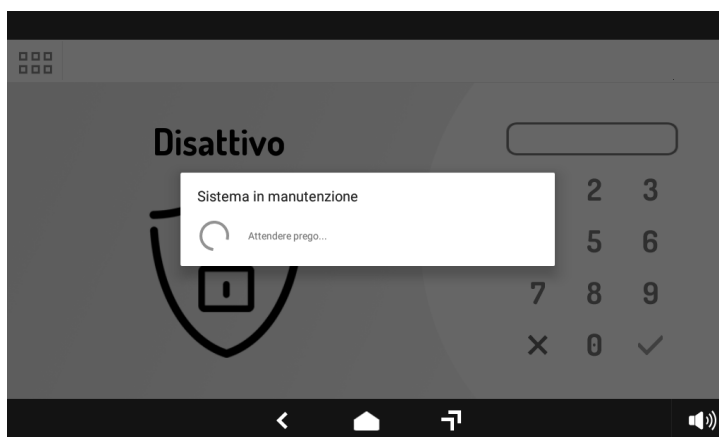 Disattivo
Sistema in manutenzione
Attendere prego...
2 3
5 6
7 8 9
0